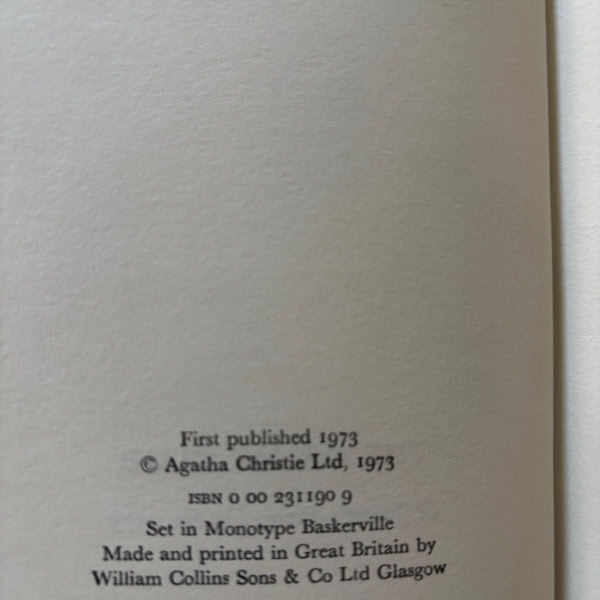 First published 1973
© Agatha Christie Ltd, 1973
ISBN 0 00 231190 9
Set in Monotype Baskerville
Made and printed in Great Britain by
William Collins Sons & Co Ltd Glasgow